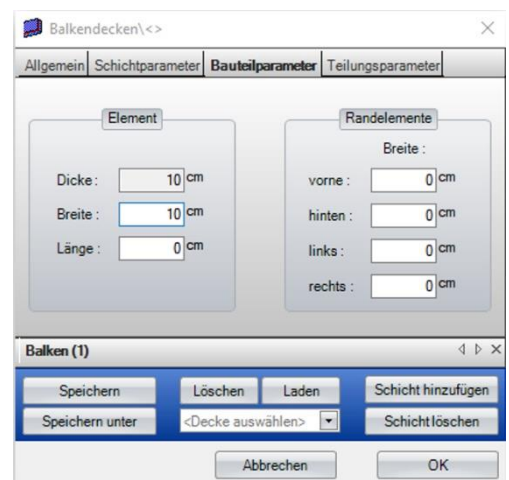 Balkendecken\<>
Allgemein Schichtparameter Bauteilparameter Teilungsparameter
Element
Dicke : 10 cm
Breite : 10 cm
Länge : 0 cm
Randelemente
Breite :
vorne : 0 cm
hinten : 0 cm
links : 0 cm
rechts : 0 cm
Balken (1)
Speichern Löschen Laden Schicht hinzufügen
Speichern unter <Decke auswählen> Schicht löschen
Abbrechen OK